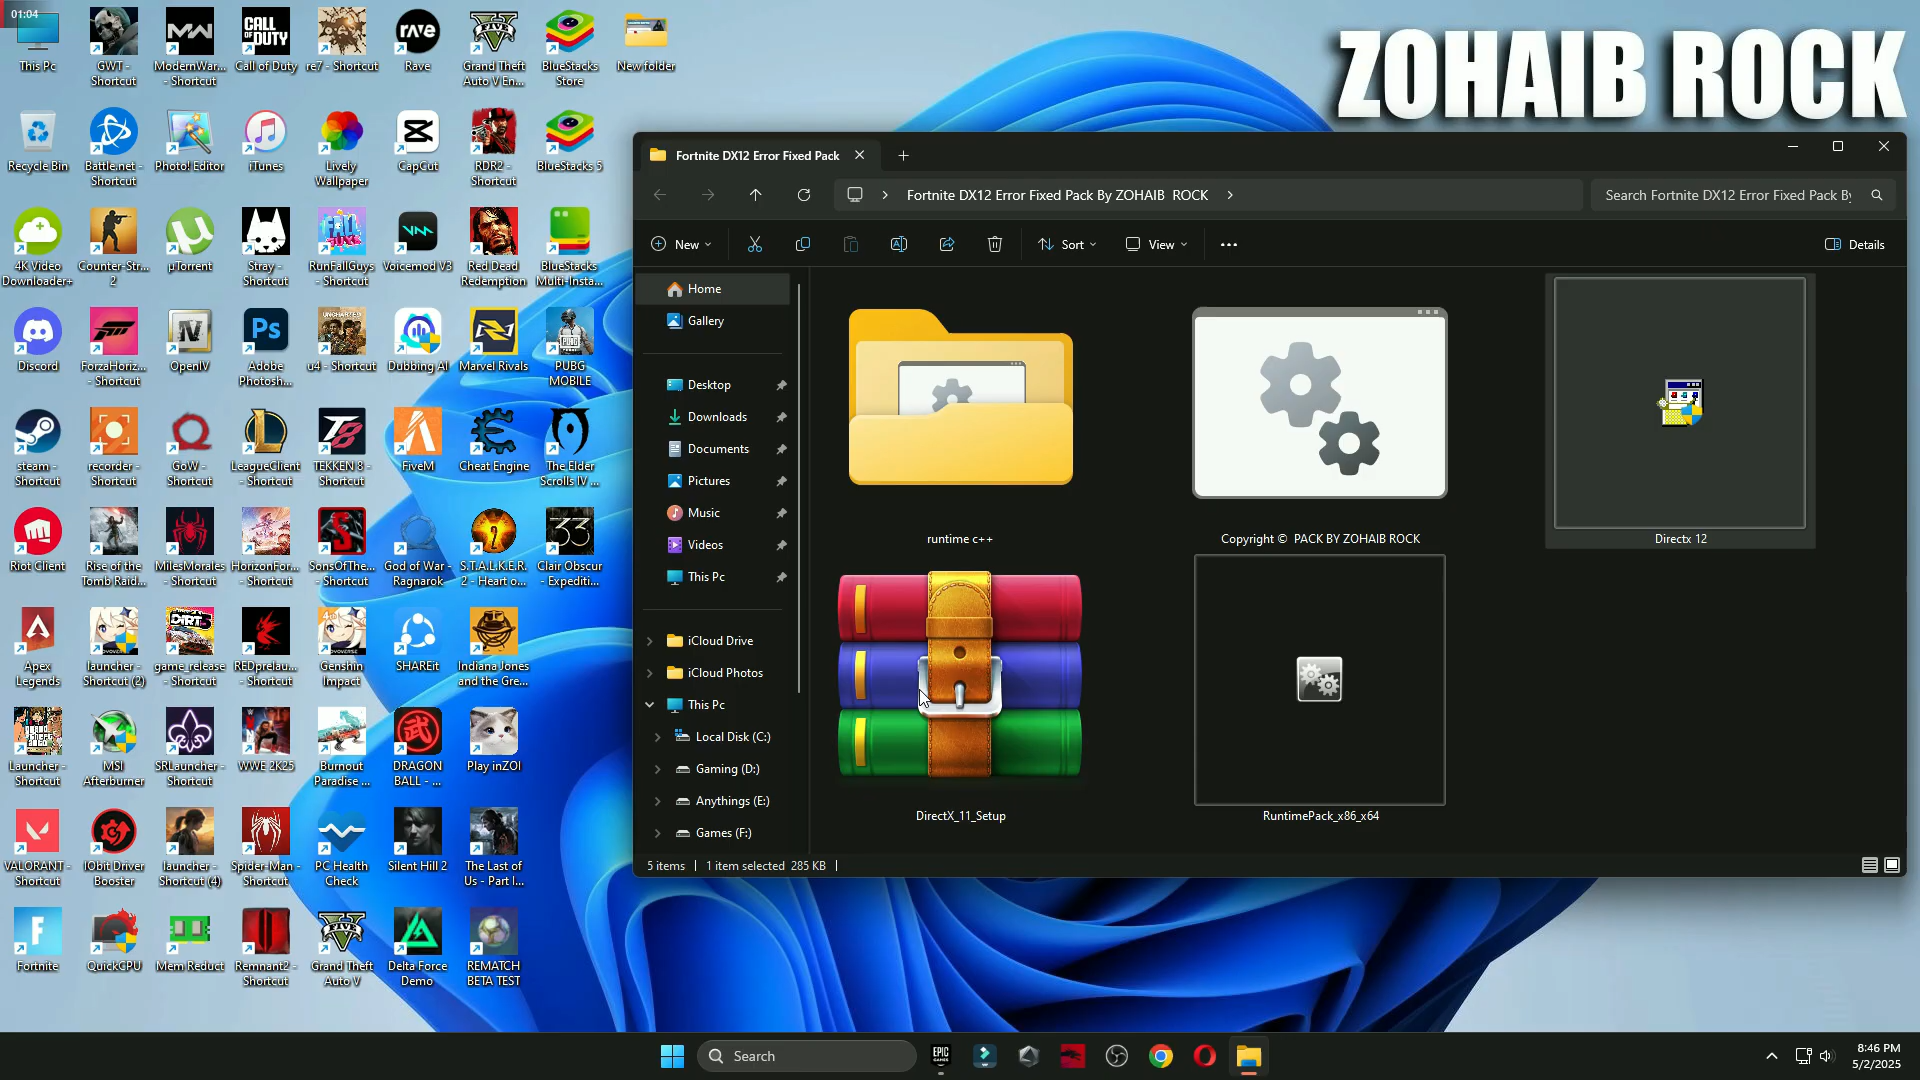 01:04
ZOHAIB ROCK
This Pc
GWT -
Shortcut
ModernWar...
- Shortcut
Call of Duty
re7 - Shortcut
Rave
Grand Theft
Auto V En...
BlueStacks
Store
New folder
Recycle Bin
Battle.net -
Shortcut
Photo! Editor
iTunes
Lively
Wallpaper
CapCut
RDR2 -
Shortcut
BlueStacks 5
4K Video
Downloader+
Counter-Str...
2
µTorrent
Stray -
Shortcut
RunFallGuys
- Shortcut
Voicemod V3
Red Dead
Redemption
BlueStacks
Multi-Insta...
Discord
ForzaHoriz...
- Shortcut
OpenIV
Adobe
Photosh...
u4 - Shortcut
Dubbing AI
Marvel Rivals
PUBG
MOBILE
steam -
Shortcut
recorder -
Shortcut
GoW -
Shortcut
LeagueClient
- Shortcut
TEKKEN 8 -
Shortcut
FiveM
Cheat Engine
The Elder
Scrolls IV ...
Riot Client
Rise of the
Tomb Raid...
MilesMorales
- Shortcut
HorizonFor...
- Shortcut
SonsOfThe...
- Shortcut
God of War -
Ragnarok
S.T.A.L.K.E.R.
2 - Heart o...
Clair Obscur
- Expediti...
Apex
Legends
launcher -
Shortcut (2)
game_release
- Shortcut
REDprelau...
- Shortcut
Genshin
Impact
SHAREit
Indiana Jones
and the Gre...
Launcher -
Shortcut
MSI
Afterburner
SRLauncher -
Shortcut
WWE 2K25
Burnout
Paradise ...
DRAGON
BALL - ...
Play inZOI
VALORANT -
Shortcut
IObit Driver
Booster
launcher -
Shortcut (4)
Spider-Man -
Shortcut
PC Health
Check
Silent Hill 2
The Last of
Us - Part I...
Fortnite
QuickCPU
Mem Reduct
Remnant2 -
Shortcut
Grand Theft
Auto V
Delta Force
Demo
REMATCH
BETA TEST
Fortnite DX12 Error Fixed Pack
Fortnite DX12 Error Fixed Pack By ZOHAIB ROCK
Search Fortnite DX12 Error Fixed Pack By
New
Sort
View
Details
Home
Gallery
Desktop
Downloads
Documents
Pictures
Music
Videos
This Pc
iCloud Drive
iCloud Photos
This Pc
Local Disk (C:)
Gaming (D:)
Anythings (E:)
Games (F:)
runtime c++
Copyright © PACK BY ZOHAIB ROCK
Directx 12
DirectX_11_Setup
RuntimePack_x86_x64
5 items
1 item selected 285 KB
Search
8:46 PM
5/2/2025